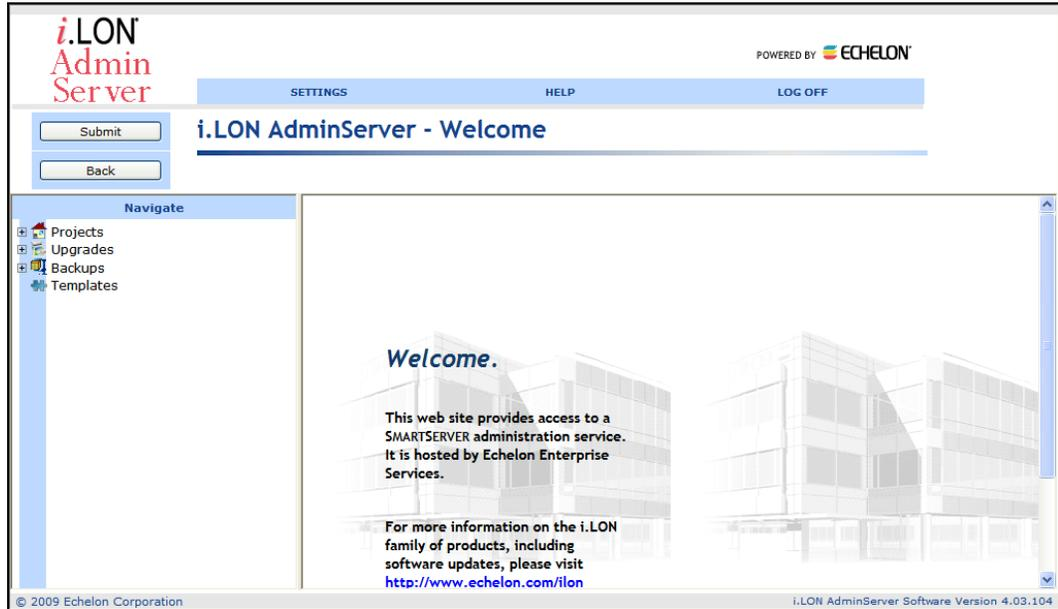 i.LON
Admin
Server
POWERED BY ECHELON
SETTINGS HELP LOG OFF
Submit
Back
i.LON AdminServer - Welcome
Navigate
Projects
Upgrades
Backups
Templates
Welcome.
This web site provides access to a
SMARTSERVER administration service.
It is hosted by Echelon Enterprise
Services.
For more information on the i.LON
family of products, including
software updates, please visit
http://www.echelon.com/ilon
© 2009 Echelon Corporation
i.LON AdminServer Software Version 4.03.104